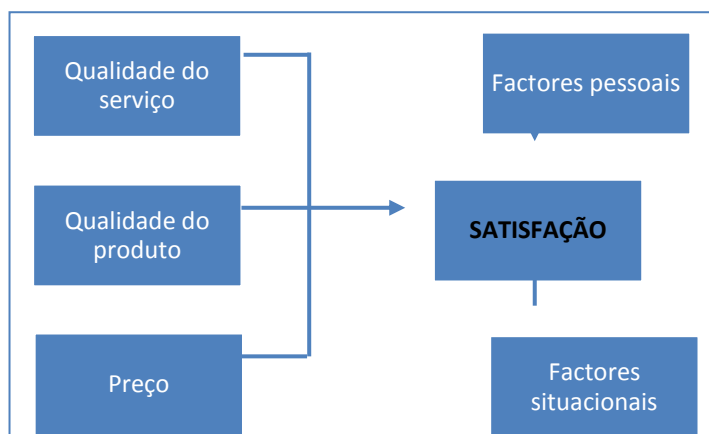 Qualidade do
serviço
Factores pessoais
Qualidade do
produto
SATISFAÇÃO
Preço
Factores
situacionais